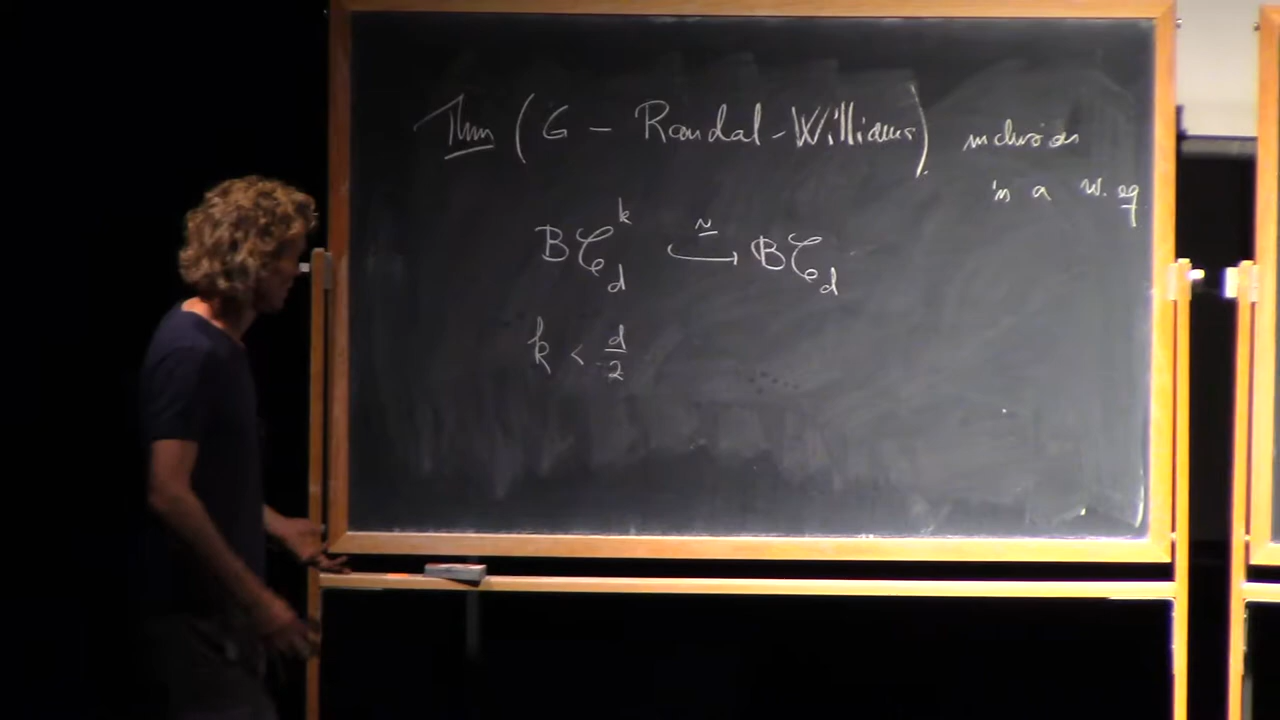 Thm (G - Randal-Williams) inclusion
is a w. eq
BC_d^k ↪~ BC_d
k < d/2